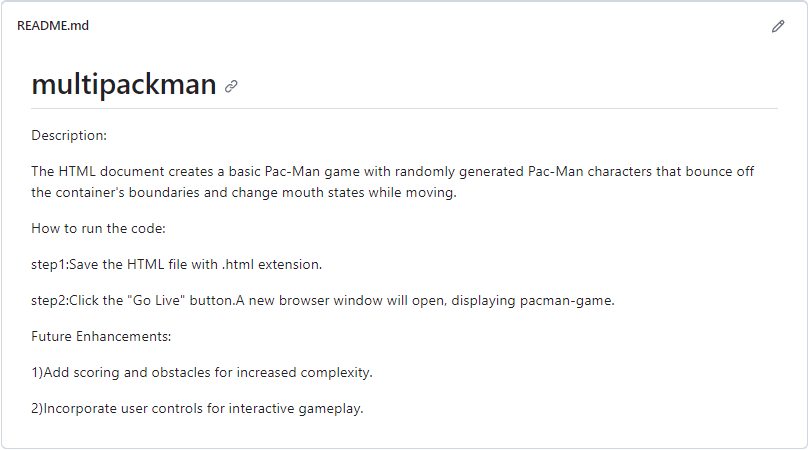 README.md
multipackman
Description:
The HTML document creates a basic Pac-Man game with randomly generated Pac-Man characters that bounce off
the container's boundaries and change mouth states while moving.
How to run the code:
step1:Save the HTML file with .html extension.
step2:Click the "Go Live" button.A new browser window will open, displaying pacman-game.
Future Enhancements:
1)Add scoring and obstacles for increased complexity.
2)Incorporate user controls for interactive gameplay.